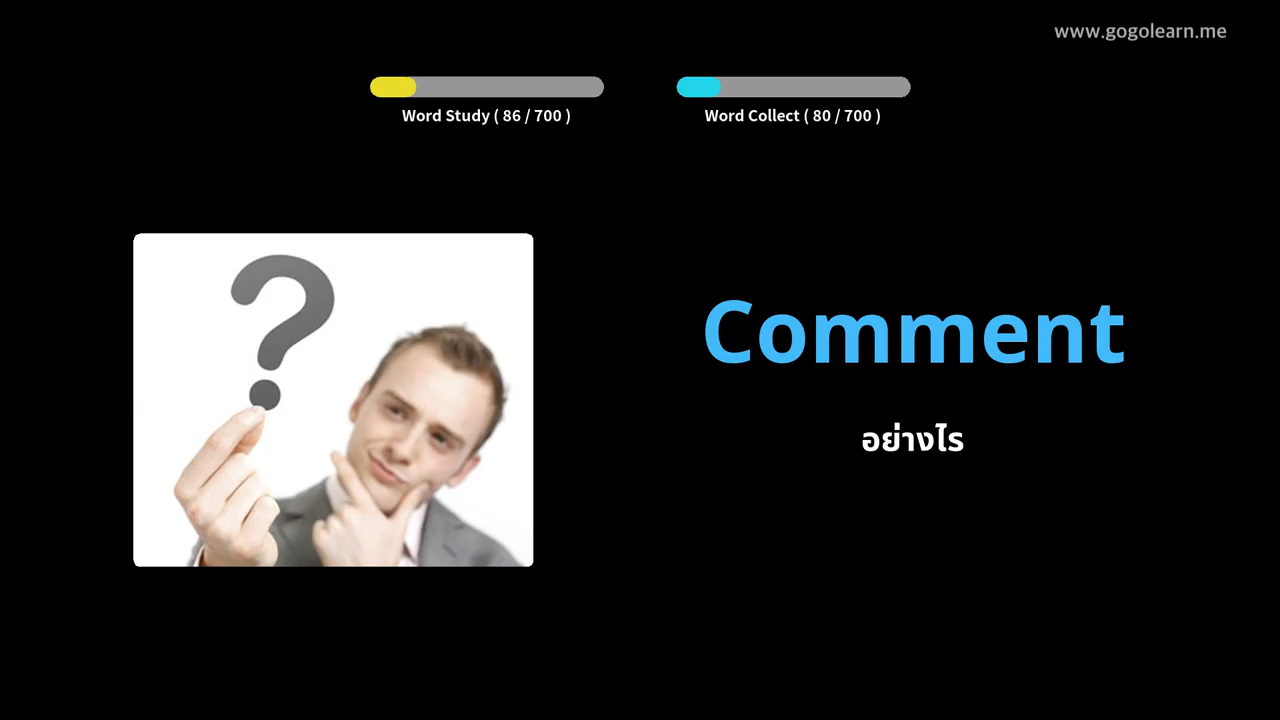 www.gogolearn.me
Word Study ( 86 / 700 )
Word Collect ( 80 / 700 )
?
Comment
อย่างไร